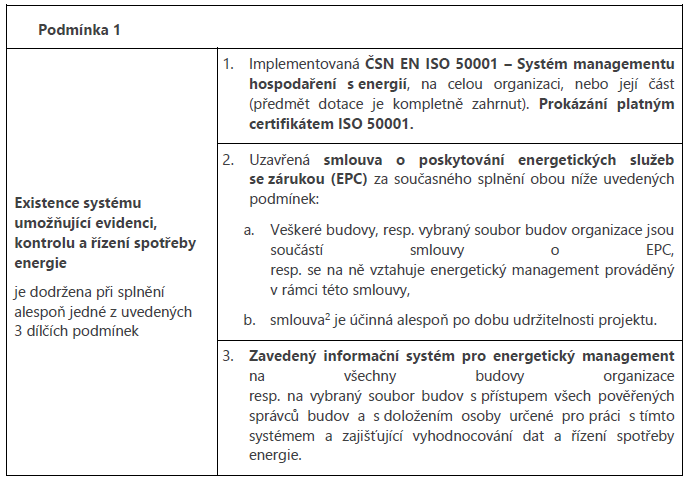 Podmínka 1
Existence systému
umožňující evidenci,
kontrolu a řízení spotřeby
energie
je dodržena při splnění
alespoň jedné z uvedených
3 dílčích podmínek
1. Implementovaná ČSN EN ISO 50001 – Systém managementu
hospodaření s energií, na celou organizaci, nebo její část
(předmět dotace je kompletně zahrnut). Prokázání platným
certifikátem ISO 50001.
2. Uzavřená smlouva o poskytování energetických služeb
se zárukou (EPC) za současného splnění obou níže uvedených
podmínek:
a. Veškeré budovy, resp. vybraný soubor budov organizace jsou
součástí smlouvy o EPC,
resp. se na ně vztahuje energetický management prováděný
v rámci této smlouvy,
b. smlouva² je účinná alespoň po dobu udržitelnosti projektu.
3. Zavedený informační systém pro energetický management
na všechny budovy organizace
resp. na vybraný soubor budov s přístupem všech pověřených
správců budov a s doložením osoby určené pro práci s tímto
systémem a zajišťující vyhodnocování dat a řízení spotřeby
energie.